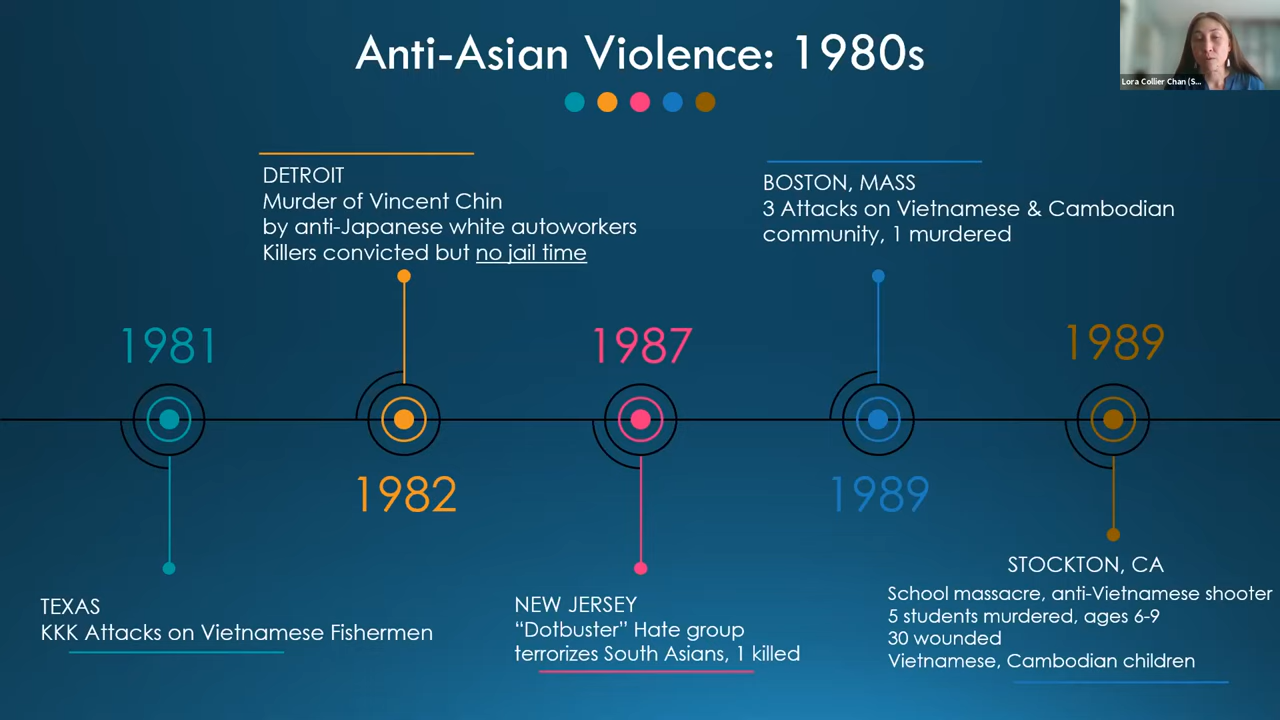 Anti-Asian Violence: 1980s
Lora Collier Chan (S...
DETROIT
Murder of Vincent Chin
by anti-Japanese white autoworkers
Killers convicted but no jail time
BOSTON, MASS
3 Attacks on Vietnamese & Cambodian
community, 1 murdered
1981
1982
1987
1989
1989
TEXAS
KKK Attacks on Vietnamese Fishermen
NEW JERSEY
“Dotbuster” Hate group
terrorizes South Asians, 1 killed
STOCKTON, CA
School massacre, anti-Vietnamese shooter
5 students murdered, ages 6-9
30 wounded
Vietnamese, Cambodian children